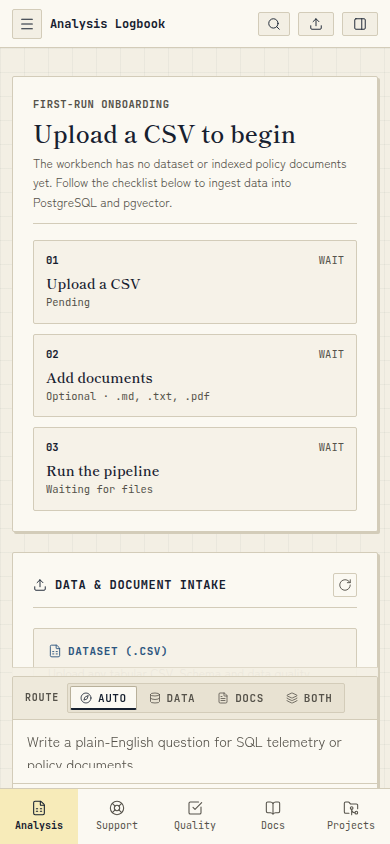 Analysis Logbook
FIRST-RUN ONBOARDING
Upload a CSV to begin
The workbench has no dataset or indexed policy documents
yet. Follow the checklist below to ingest data into
PostgreSQL and pgvector.
01 WAIT
Upload a CSV
Pending
02 WAIT
Add documents
Optional · .md, .txt, .pdf
03 WAIT
Run the pipeline
Waiting for files
DATA & DOCUMENT INTAKE
DATASET (.CSV)
ROUTE AUTO DATA DOCS BOTH
Write a plain-English question for SQL telemetry or
policy documents
Analysis Support Quality Docs Projects